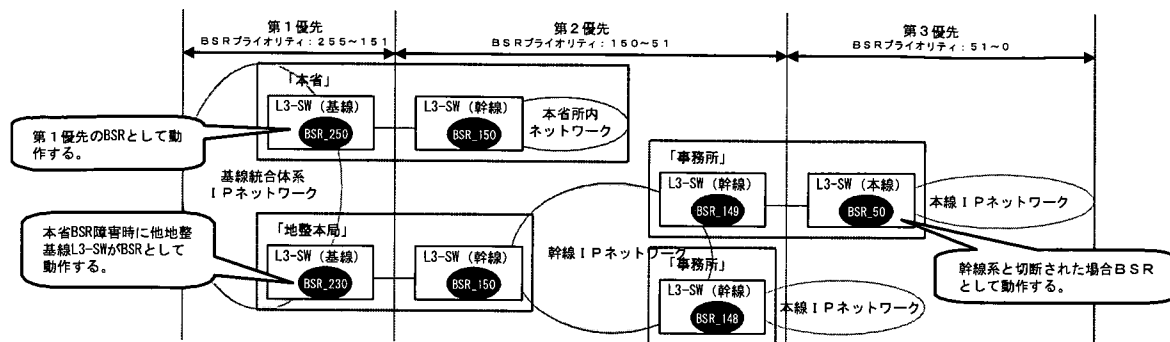 第1優先
BSRプライオリティ:255~151
第2優先
BSRプライオリティ:150~51
第3優先
BSRプライオリティ:51~0
「本省」
L3-SW(基線)
BSR_250
L3-SW(幹線)
BSR_150
本省所内
ネットワーク
第1優先のBSRとして動
作する。
基線統合体系
IPネットワーク
「事務所」
L3-SW(幹線)
BSR_149
L3-SW(本線)
BSR_50
本線IPネットワーク
本省BSR障害時に他地整
基線L3-SWがBSRとして
動作する。
「地整本局」
L3-SW(基線)
BSR_230
L3-SW(幹線)
BSR_150
幹線IPネットワーク
「事務所」
L3-SW(幹線)
BSR_148
本線IPネットワーク
幹線系と切断された場合BSR
として動作する。